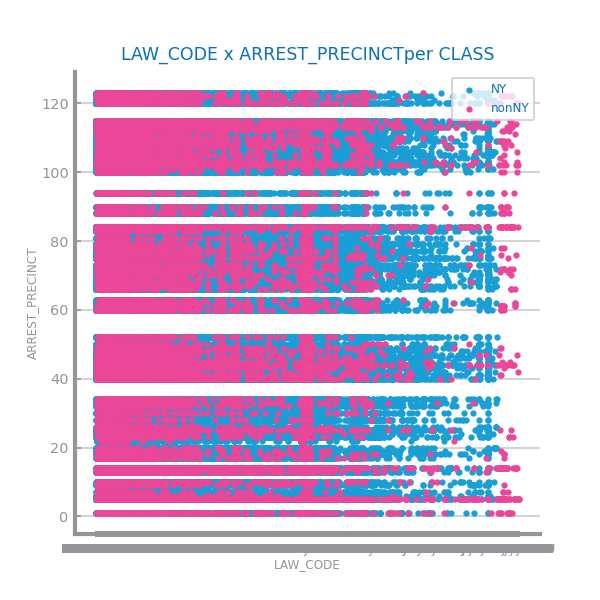 LAW_CODE x ARREST_PRECINCTper CLASS
NY
nonNY
120
100
80
60
40
20
0
ARREST_PRECINCT
LAW_CODE